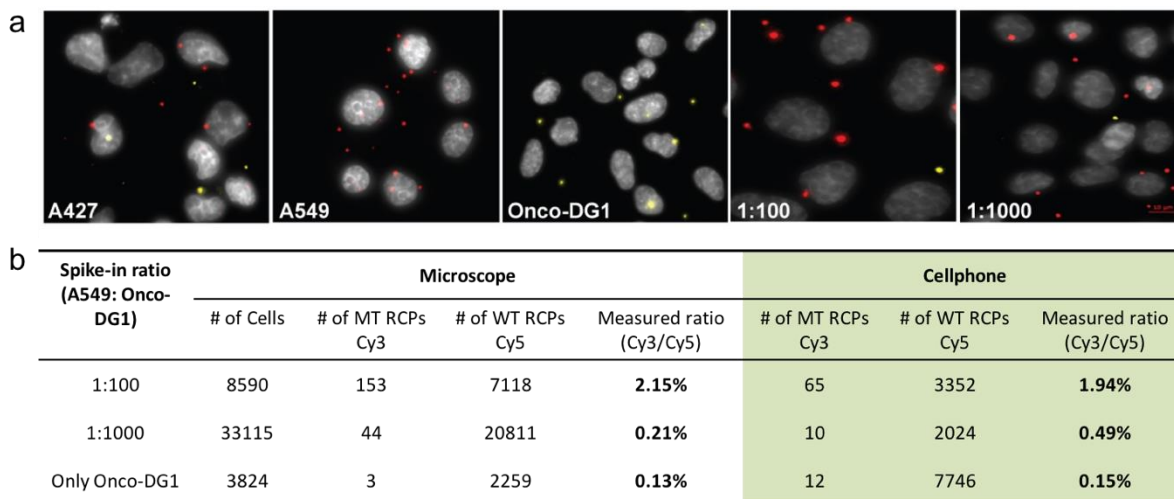 a
A427
A549
Onco-DG1
1:100
1:1000
b
Spike-in ratio
(A549: Onco-
DG1)
Microscope
Cellphone
# of Cells
# of MT RCPs
Cy3
# of WT RCPs
Cy5
Measured ratio
(Cy3/Cy5)
# of MT RCPs
Cy3
# of WT RCPs
Cy5
Measured ratio
(Cy3/Cy5)
1:100 8590 153 7118 2.15% 65 3352 1.94%
1:1000 33115 44 20811 0.21% 10 2024 0.49%
Only Onco-DG1 3824 3 2259 0.13% 12 7746 0.15%